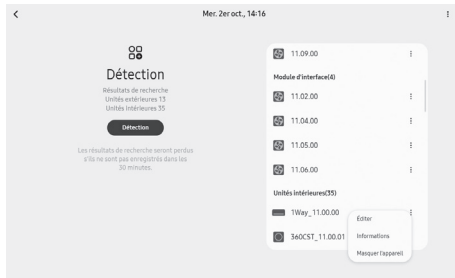 Mer. 2er oct., 14:16
Détection
Résultats de recherche
Unités extérieures 13
Unités intérieures 35
Détection
Les résultats de recherche seront perdus
s'ils ne sont pas enregistrés dans les
30 minutes.
11.09.00
Module d'interface(4)
11.02.00
11.04.00
11.05.00
11.06.00
Unités intérieures(35)
1Way_11.00.00
360CST_11.00.01
Éditer
Informations
Masquer l'appareil